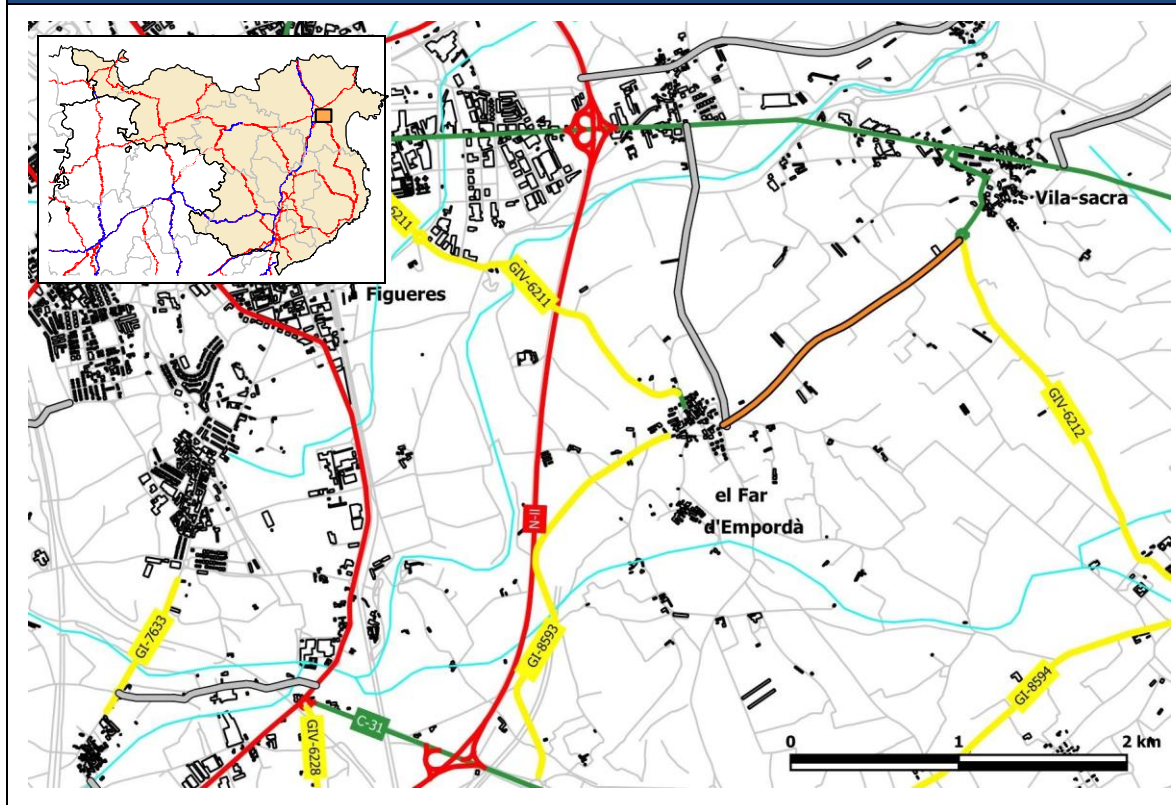 Vila-sacra
6211
GIV-6211
Figueres
GIV-6212
el Far
d'Empordà
N-II
GI-7633
GI-8593
GI-8594
C-31
GIV-6228
0 1 2 km